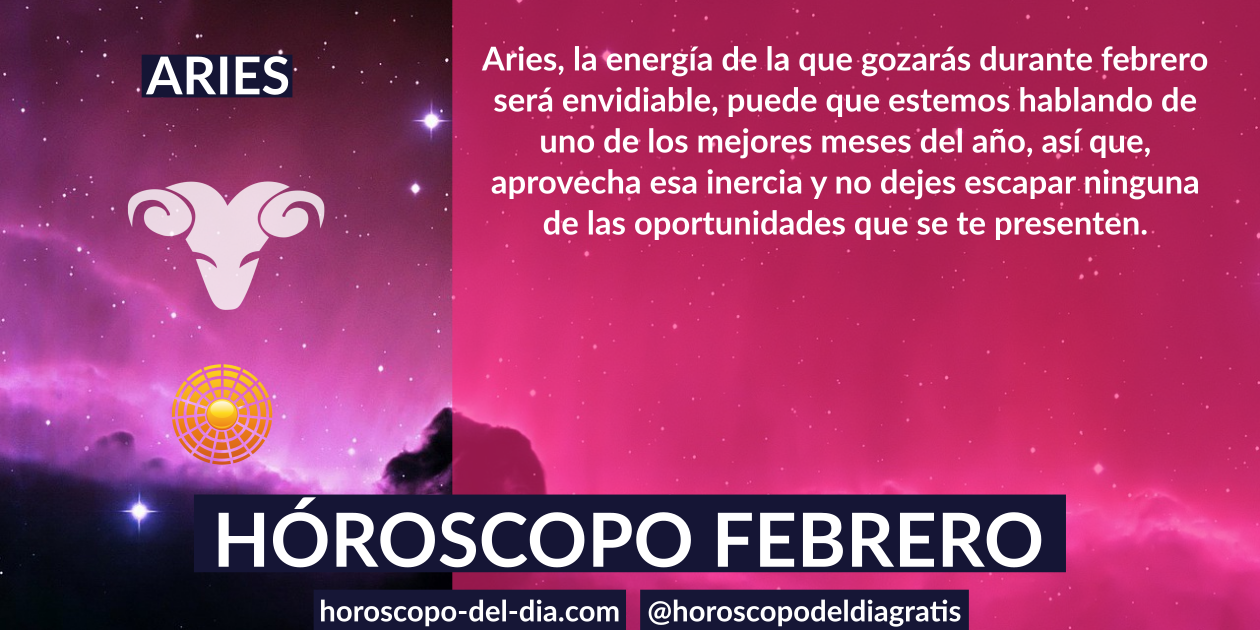 ARIES
Aries, la energía de la que gozarás durante febrero
será envidiable, puede que estemos hablando de
uno de los mejores meses del año, así que,
aprovecha esa inercia y no dejes escapar ninguna
de las oportunidades que se te presenten.
HÓROSCOPO FEBRERO
horoscopo-del-dia.com
@horoscopodeldiagratis